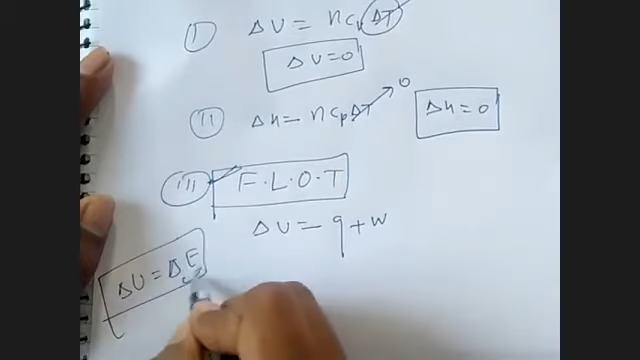 I ΔU = nCvΔT
ΔU=0
II ΔH = nCpΔT → 0 ΔH=0
III F.L.O.T
ΔU = q+w
ΔU = ΔE